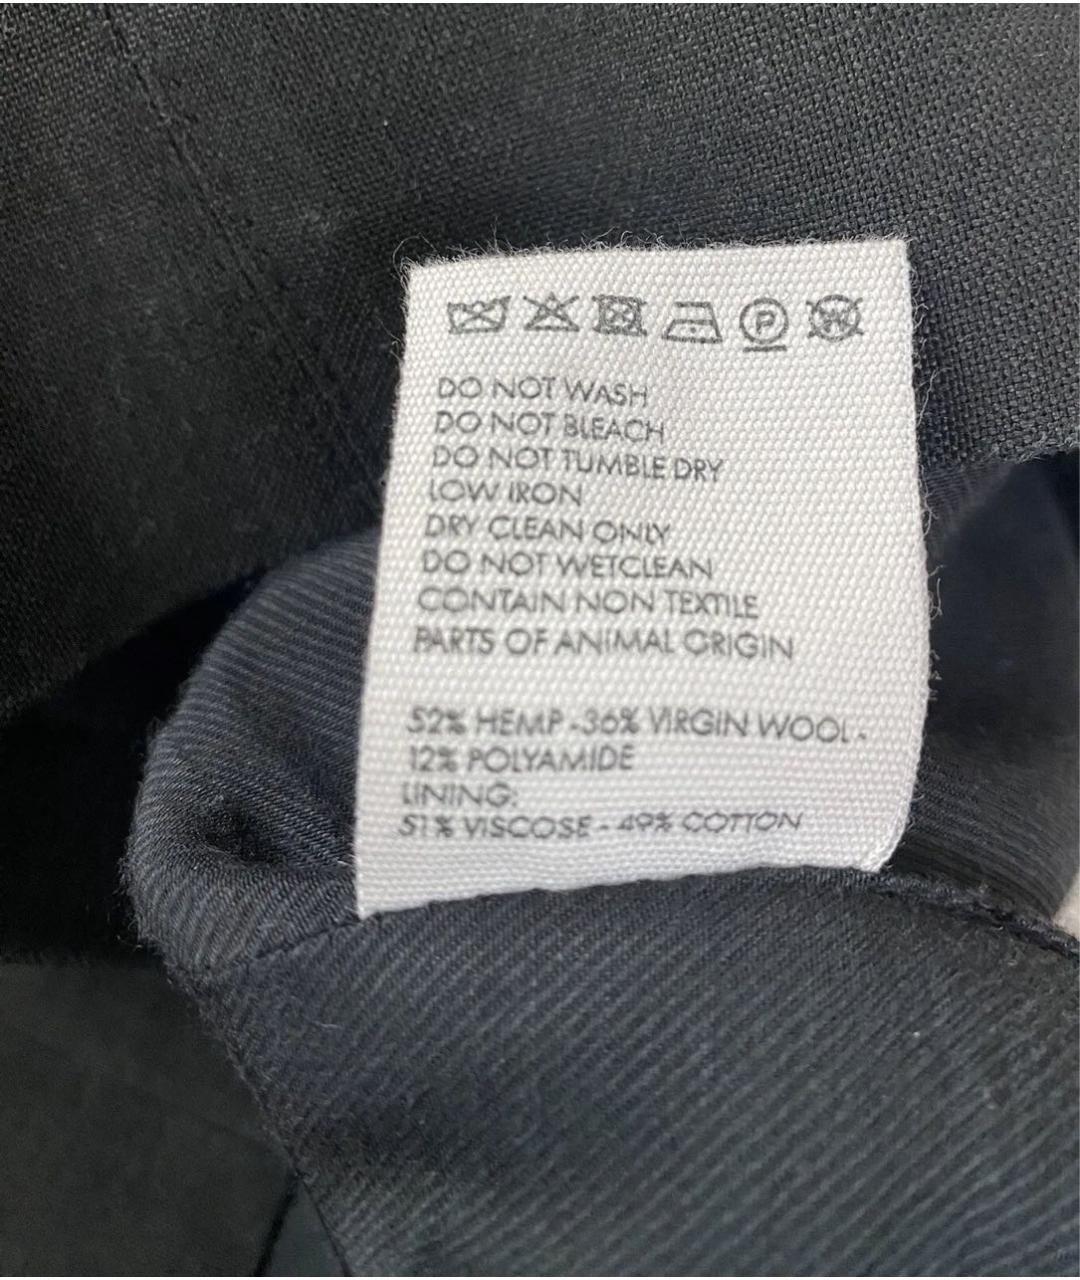 P W
DO NOT WASH
DO NOT BLEACH
DO NOT TUMBLE DRY
LOW IRON
DRY CLEAN ONLY
DO NOT WETCLEAN
CONTAIN NON TEXTILE
PARTS OF ANIMAL ORIGIN
52% HEMP -36% VIRGIN WOOL -
12% POLYAMIDE
LINING:
51% VISCOSE - 49% COTTON